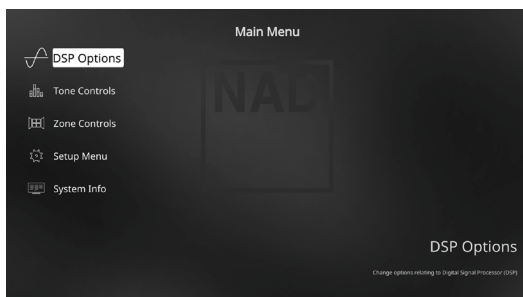 Main Menu
DSP Options
Tone Controls
Zone Controls
Setup Menu
System Info
NAD
DSP Options
Change options relating to Digital Signal Processor (DSP)